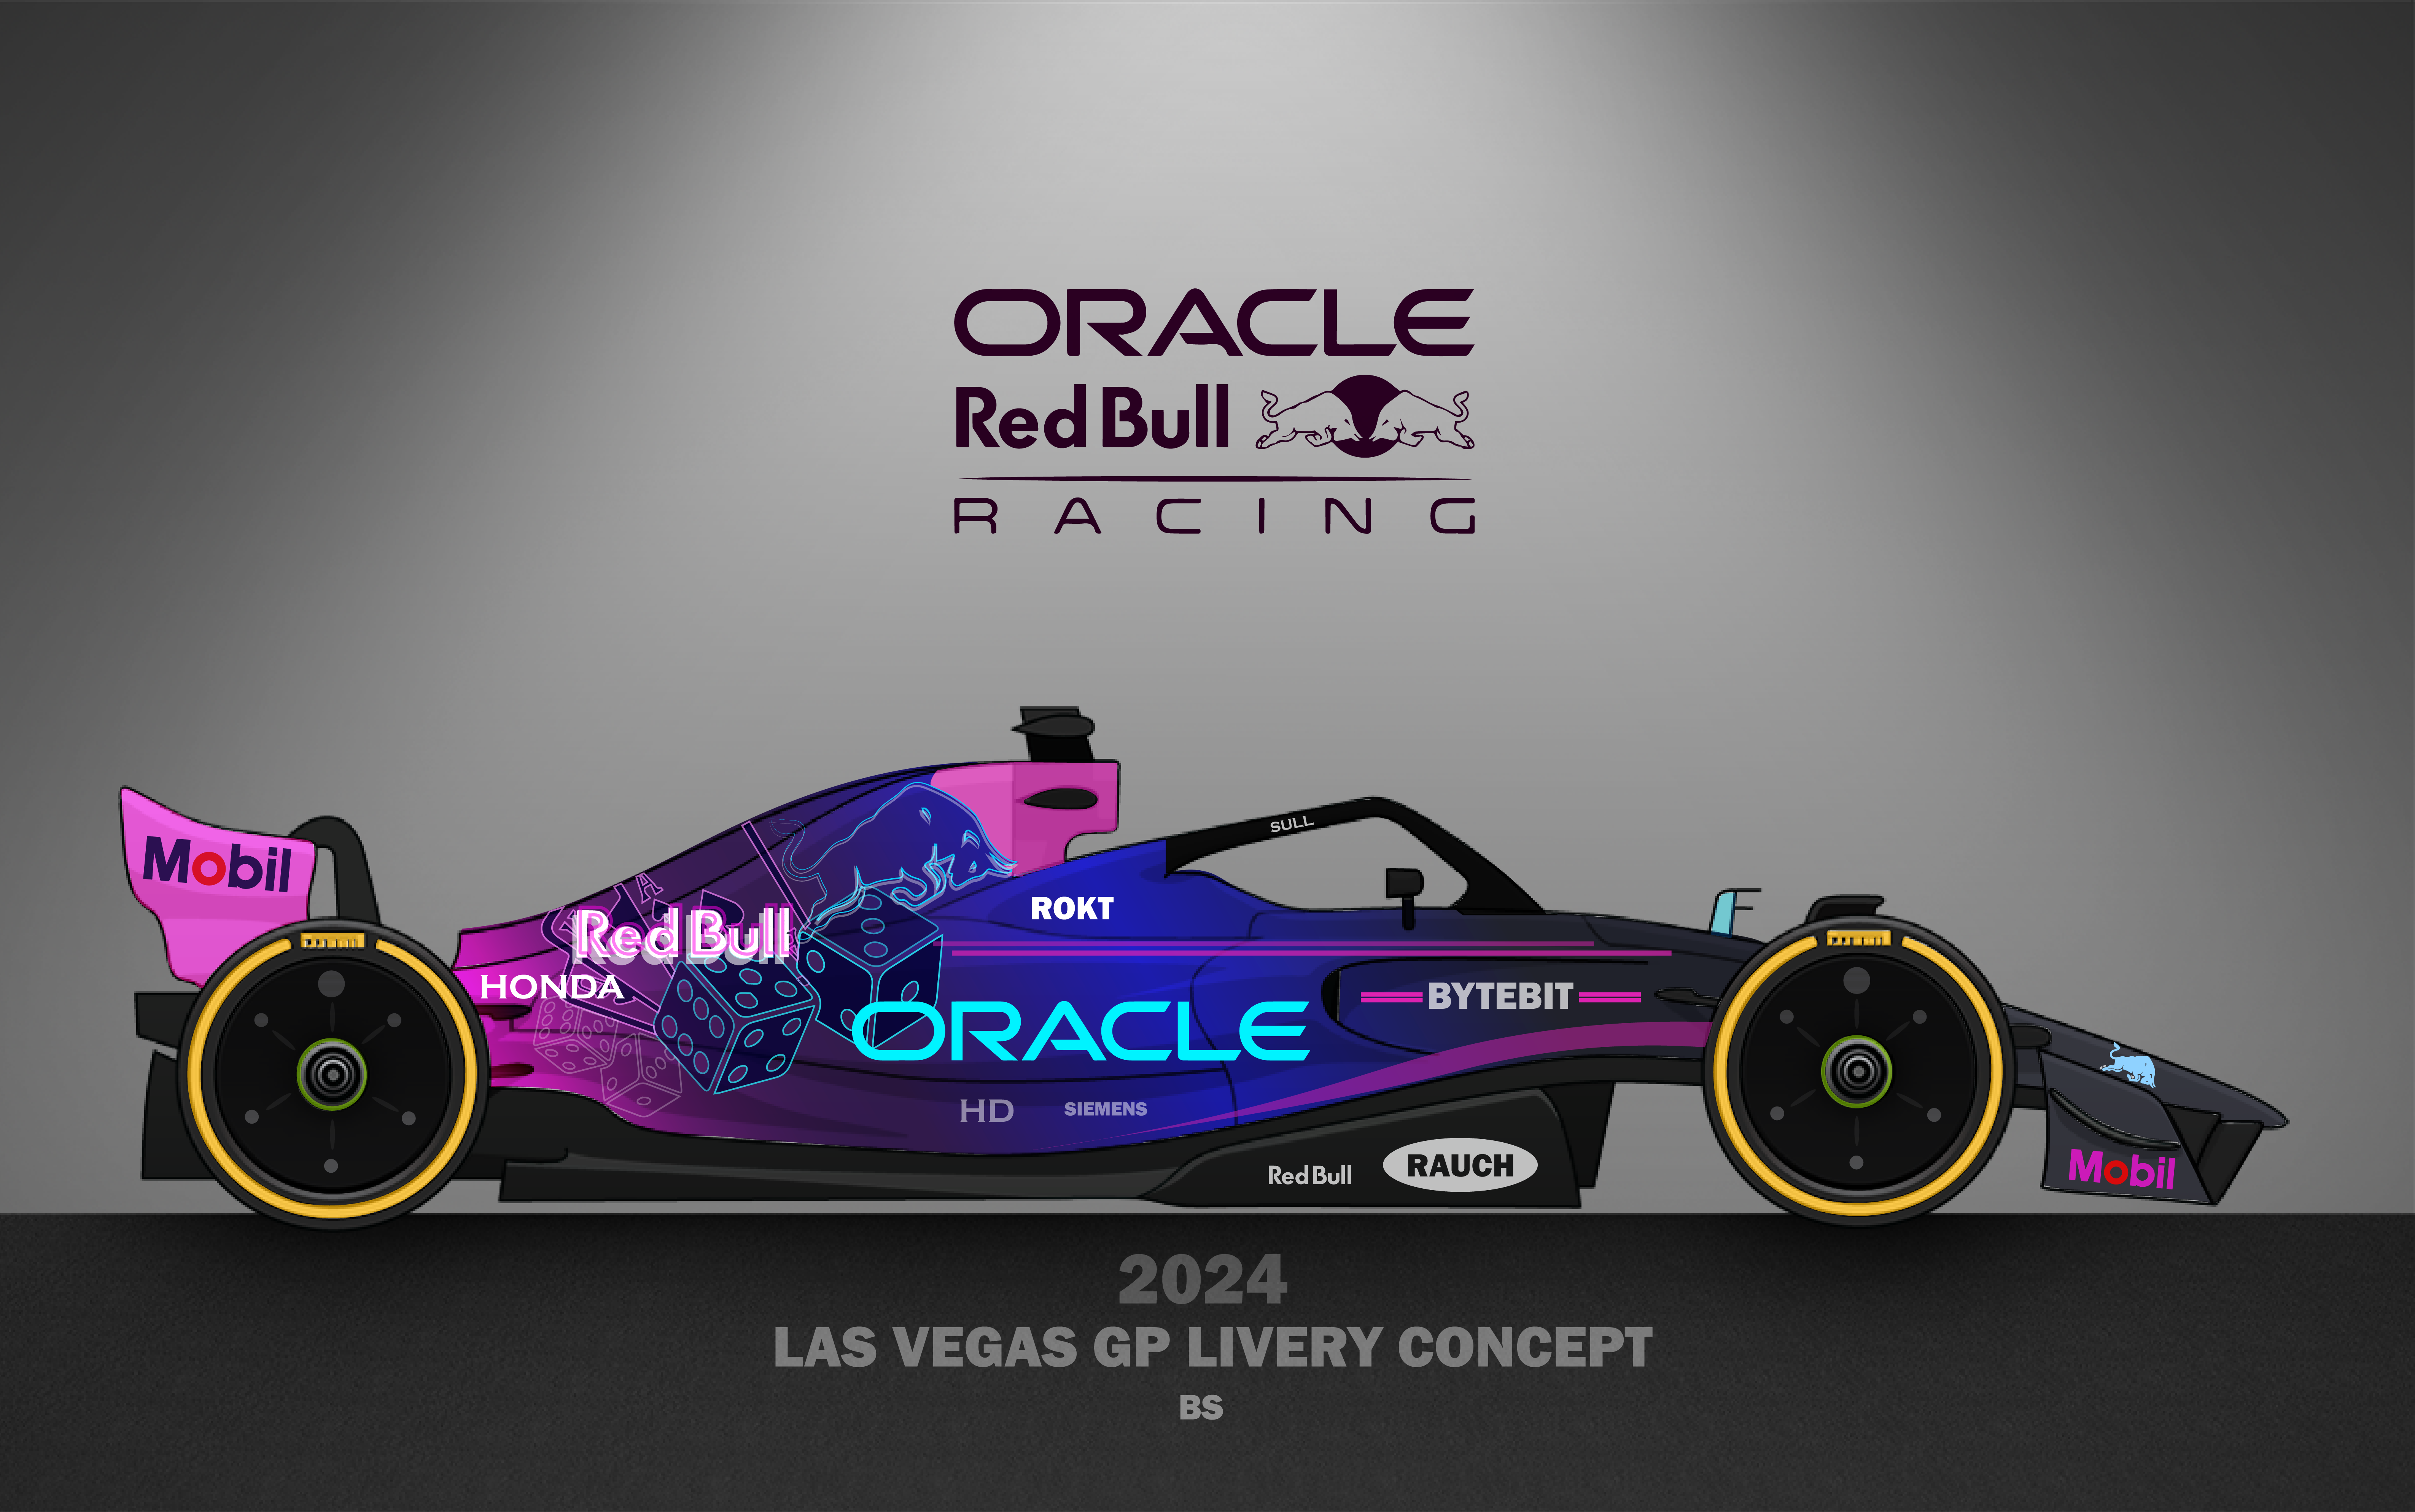 ORACLE
Red Bull
RACING
SULL
Mobil
ROKT
Red Bull
HONDA
BYTEBIT
ORACLE
HD
SIEMENS
Red Bull
RAUCH
Mobil
2024
LAS VEGAS GP LIVERY CONCEPT
BS